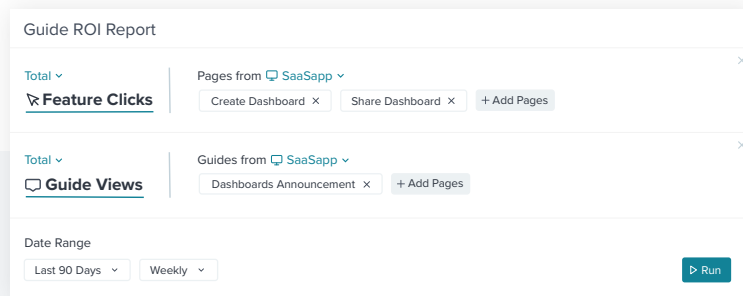 Guide ROI Report
Total
Pages from SaaSapp
Feature Clicks
Create Dashboard × Share Dashboard × + Add Pages
Total
Guides from SaaSapp
Guide Views
Dashboards Announcement × + Add Pages
Date Range
Last 90 Days Weekly Run